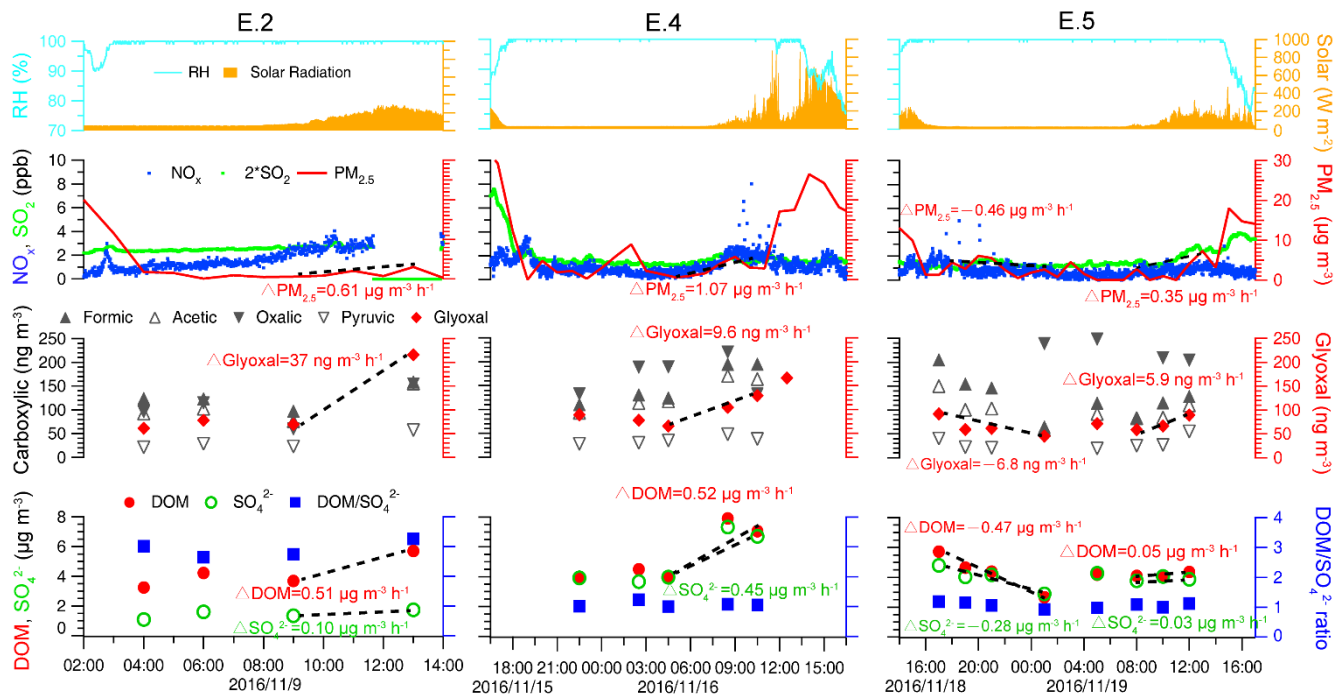 E.2
E.4
E.5
RH (%)
100
90
80
70
RH
Solar Radiation
1000
800
600
400
200
0
Solar
(W m⁻²)
NOₓ, SO₂ (ppb)
10
8
6
4
2
0
NOₓ
2*SO₂
PM₂.₅
△PM₂.₅=0.61 µg m⁻³ h⁻¹
△PM₂.₅=1.07 µg m⁻³ h⁻¹
△PM₂.₅=−0.46 µg m⁻³ h⁻¹
△PM₂.₅=0.35 µg m⁻³ h⁻¹
30
20
10
0
PM₂.₅ (µg m⁻³)
Formic
Acetic
Oxalic
Pyruvic
Glyoxal
Carboxylic (ng m⁻³)
250
200
150
100
50
0
△Glyoxal=37 ng m⁻³ h⁻¹
△Glyoxal=9.6 ng m⁻³ h⁻¹
△Glyoxal=5.9 ng m⁻³ h⁻¹
△Glyoxal=−6.8 ng m⁻³ h⁻¹
250
200
150
100
50
0
Glyoxal (ng m⁻³)
DOM, SO₄²⁻ (µg m⁻³)
8
6
4
2
0
DOM
SO₄²⁻
DOM/SO₄²⁻
△DOM=0.51 µg m⁻³ h⁻¹
△SO₄²⁻=0.10 µg m⁻³ h⁻¹
△DOM=0.52 µg m⁻³ h⁻¹
△SO₄²⁻=0.45 µg m⁻³ h⁻¹
△DOM=−0.47 µg m⁻³ h⁻¹
△DOM=0.05 µg m⁻³ h⁻¹
△SO₄²⁻=−0.28 µg m⁻³ h⁻¹
△SO₄²⁻=0.03 µg m⁻³ h⁻¹
4
3
2
1
0
DOM/SO₄²⁻ ratio
02:00 04:00 06:00 08:00 10:00 12:00 14:00
2016/11/9
18:00 21:00 00:00 03:00 06:00 09:00 12:00 15:00
2016/11/15 2016/11/16
16:00 20:00 00:00 04:00 08:00 12:00 16:00
2016/11/18 2016/11/19